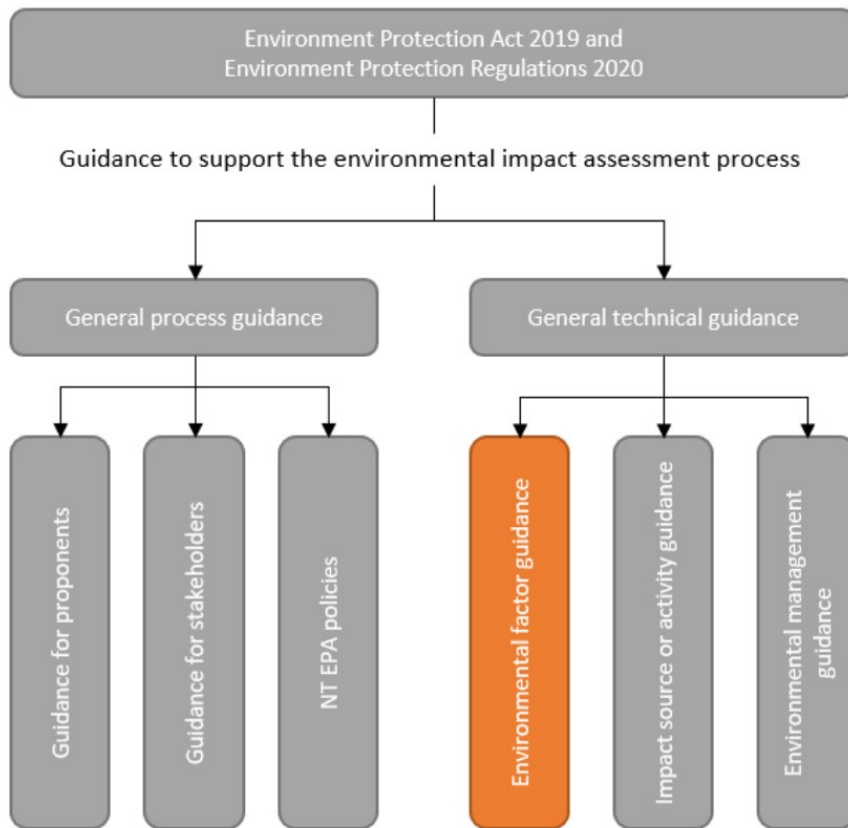 Environment Protection Act 2019 and
Environment Protection Regulations 2020
Guidance to support the environmental impact assessment process
General process guidance
General technical guidance
Guidance for proponents
Guidance for stakeholders
NT EPA policies
Environmental factor guidance
Impact source or activity guidance
Environmental management
guidance